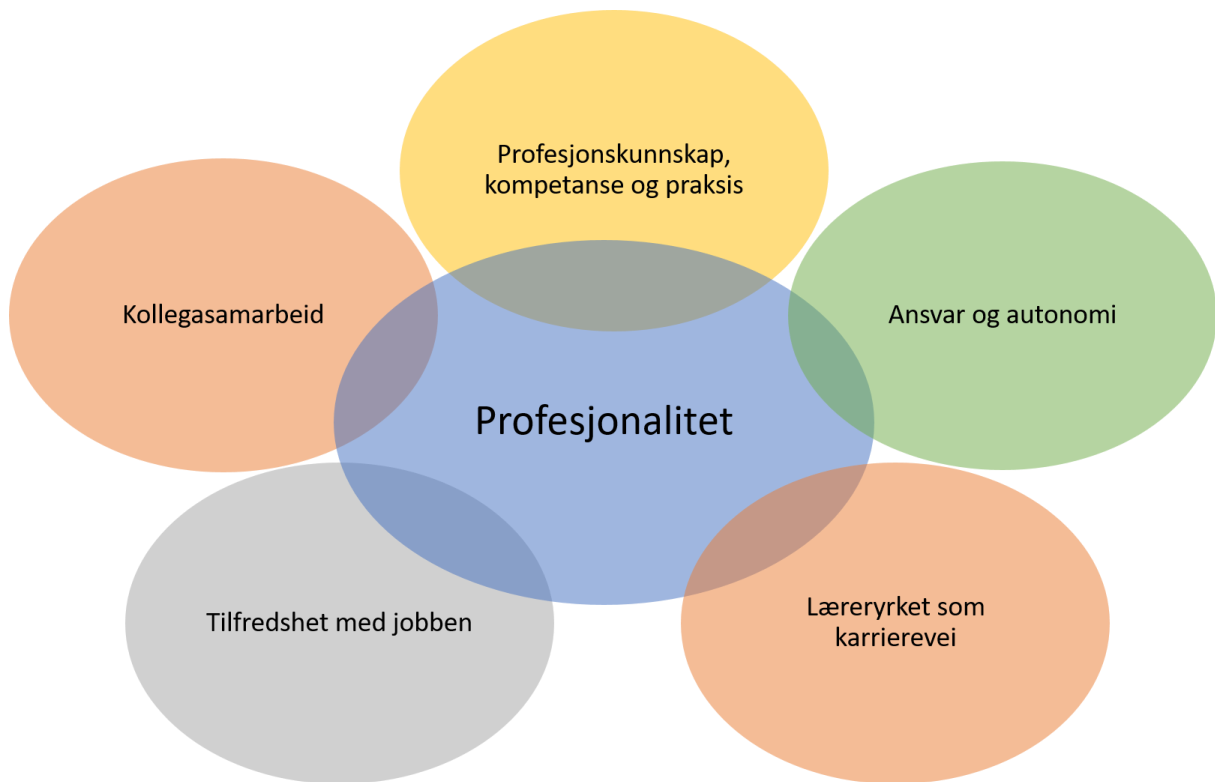 Profesjonskunnskap,
kompetanse og praksis
Kollegasamarbeid
Ansvar og autonomi
Profesjonalitet
Tilfredshet med jobben
Læreryrket som
karrierevei